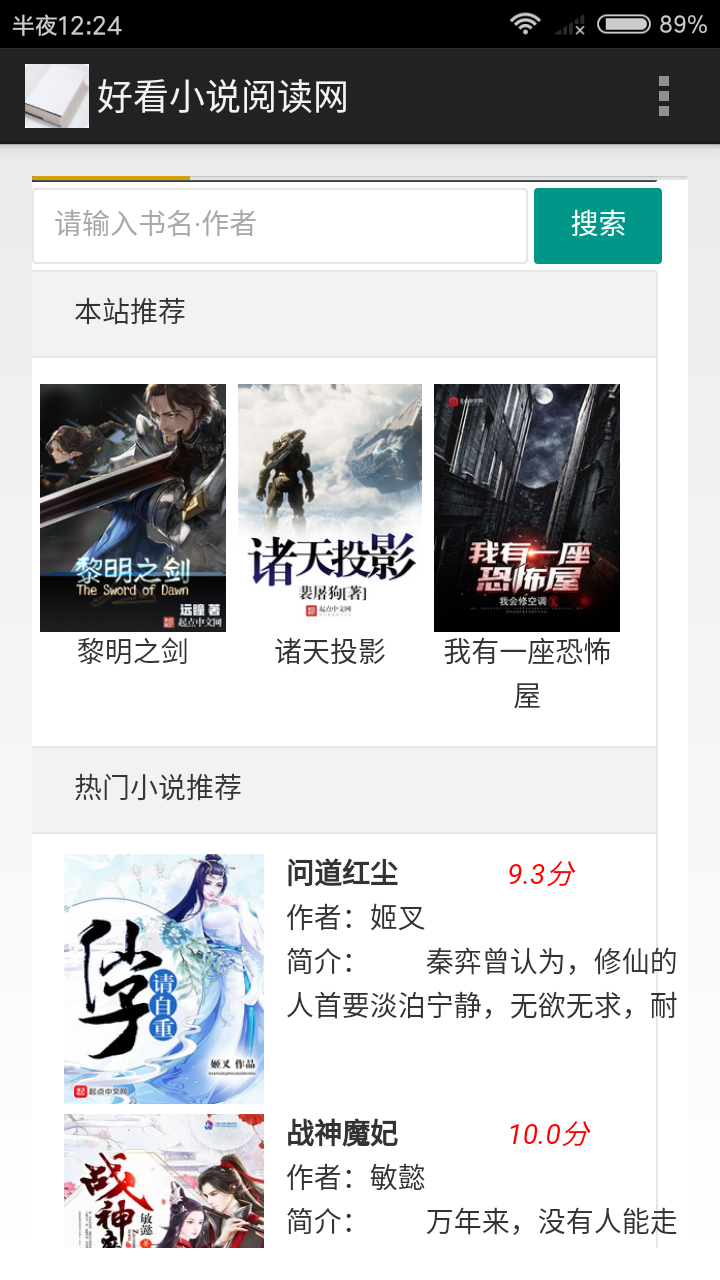 半夜12:24
89%
好看小说阅读网
请输入书名·作者
搜索
本站推荐
黎明之剑
The Sword of Dawn
远瞳 著
起点中文网
诸天投影
裴屠狗[著]
起点中文网
我有一座
恐怖屋
我会修空调
黎明之剑
诸天投影
我有一座恐怖
屋
热门小说推荐
仙子
请自重
姬叉 作品
起点中文网
问道红尘
9.3分
作者：姬叉
简介： 秦弈曾认为，修仙的
人首要淡泊宁静，无欲无求，耐
战神
敏懿
战神魔妃
10.0分
作者：敏懿
简介： 万年来，没有人能走